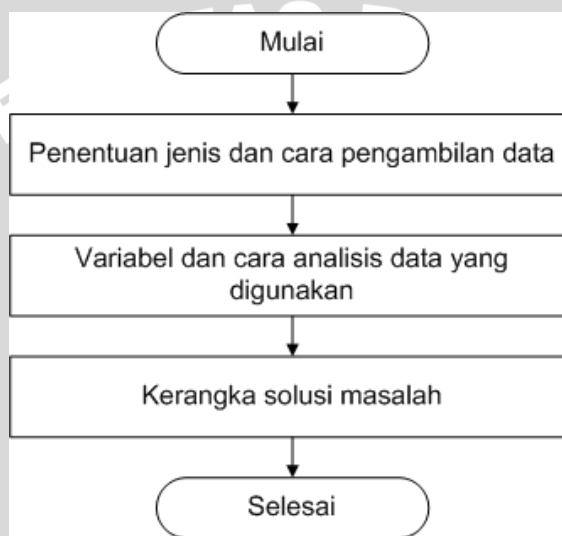 Mulai
Penentuan jenis dan cara pengambilan data
Variabel dan cara analisis data yang
digunakan
Kerangka solusi masalah
Selesai